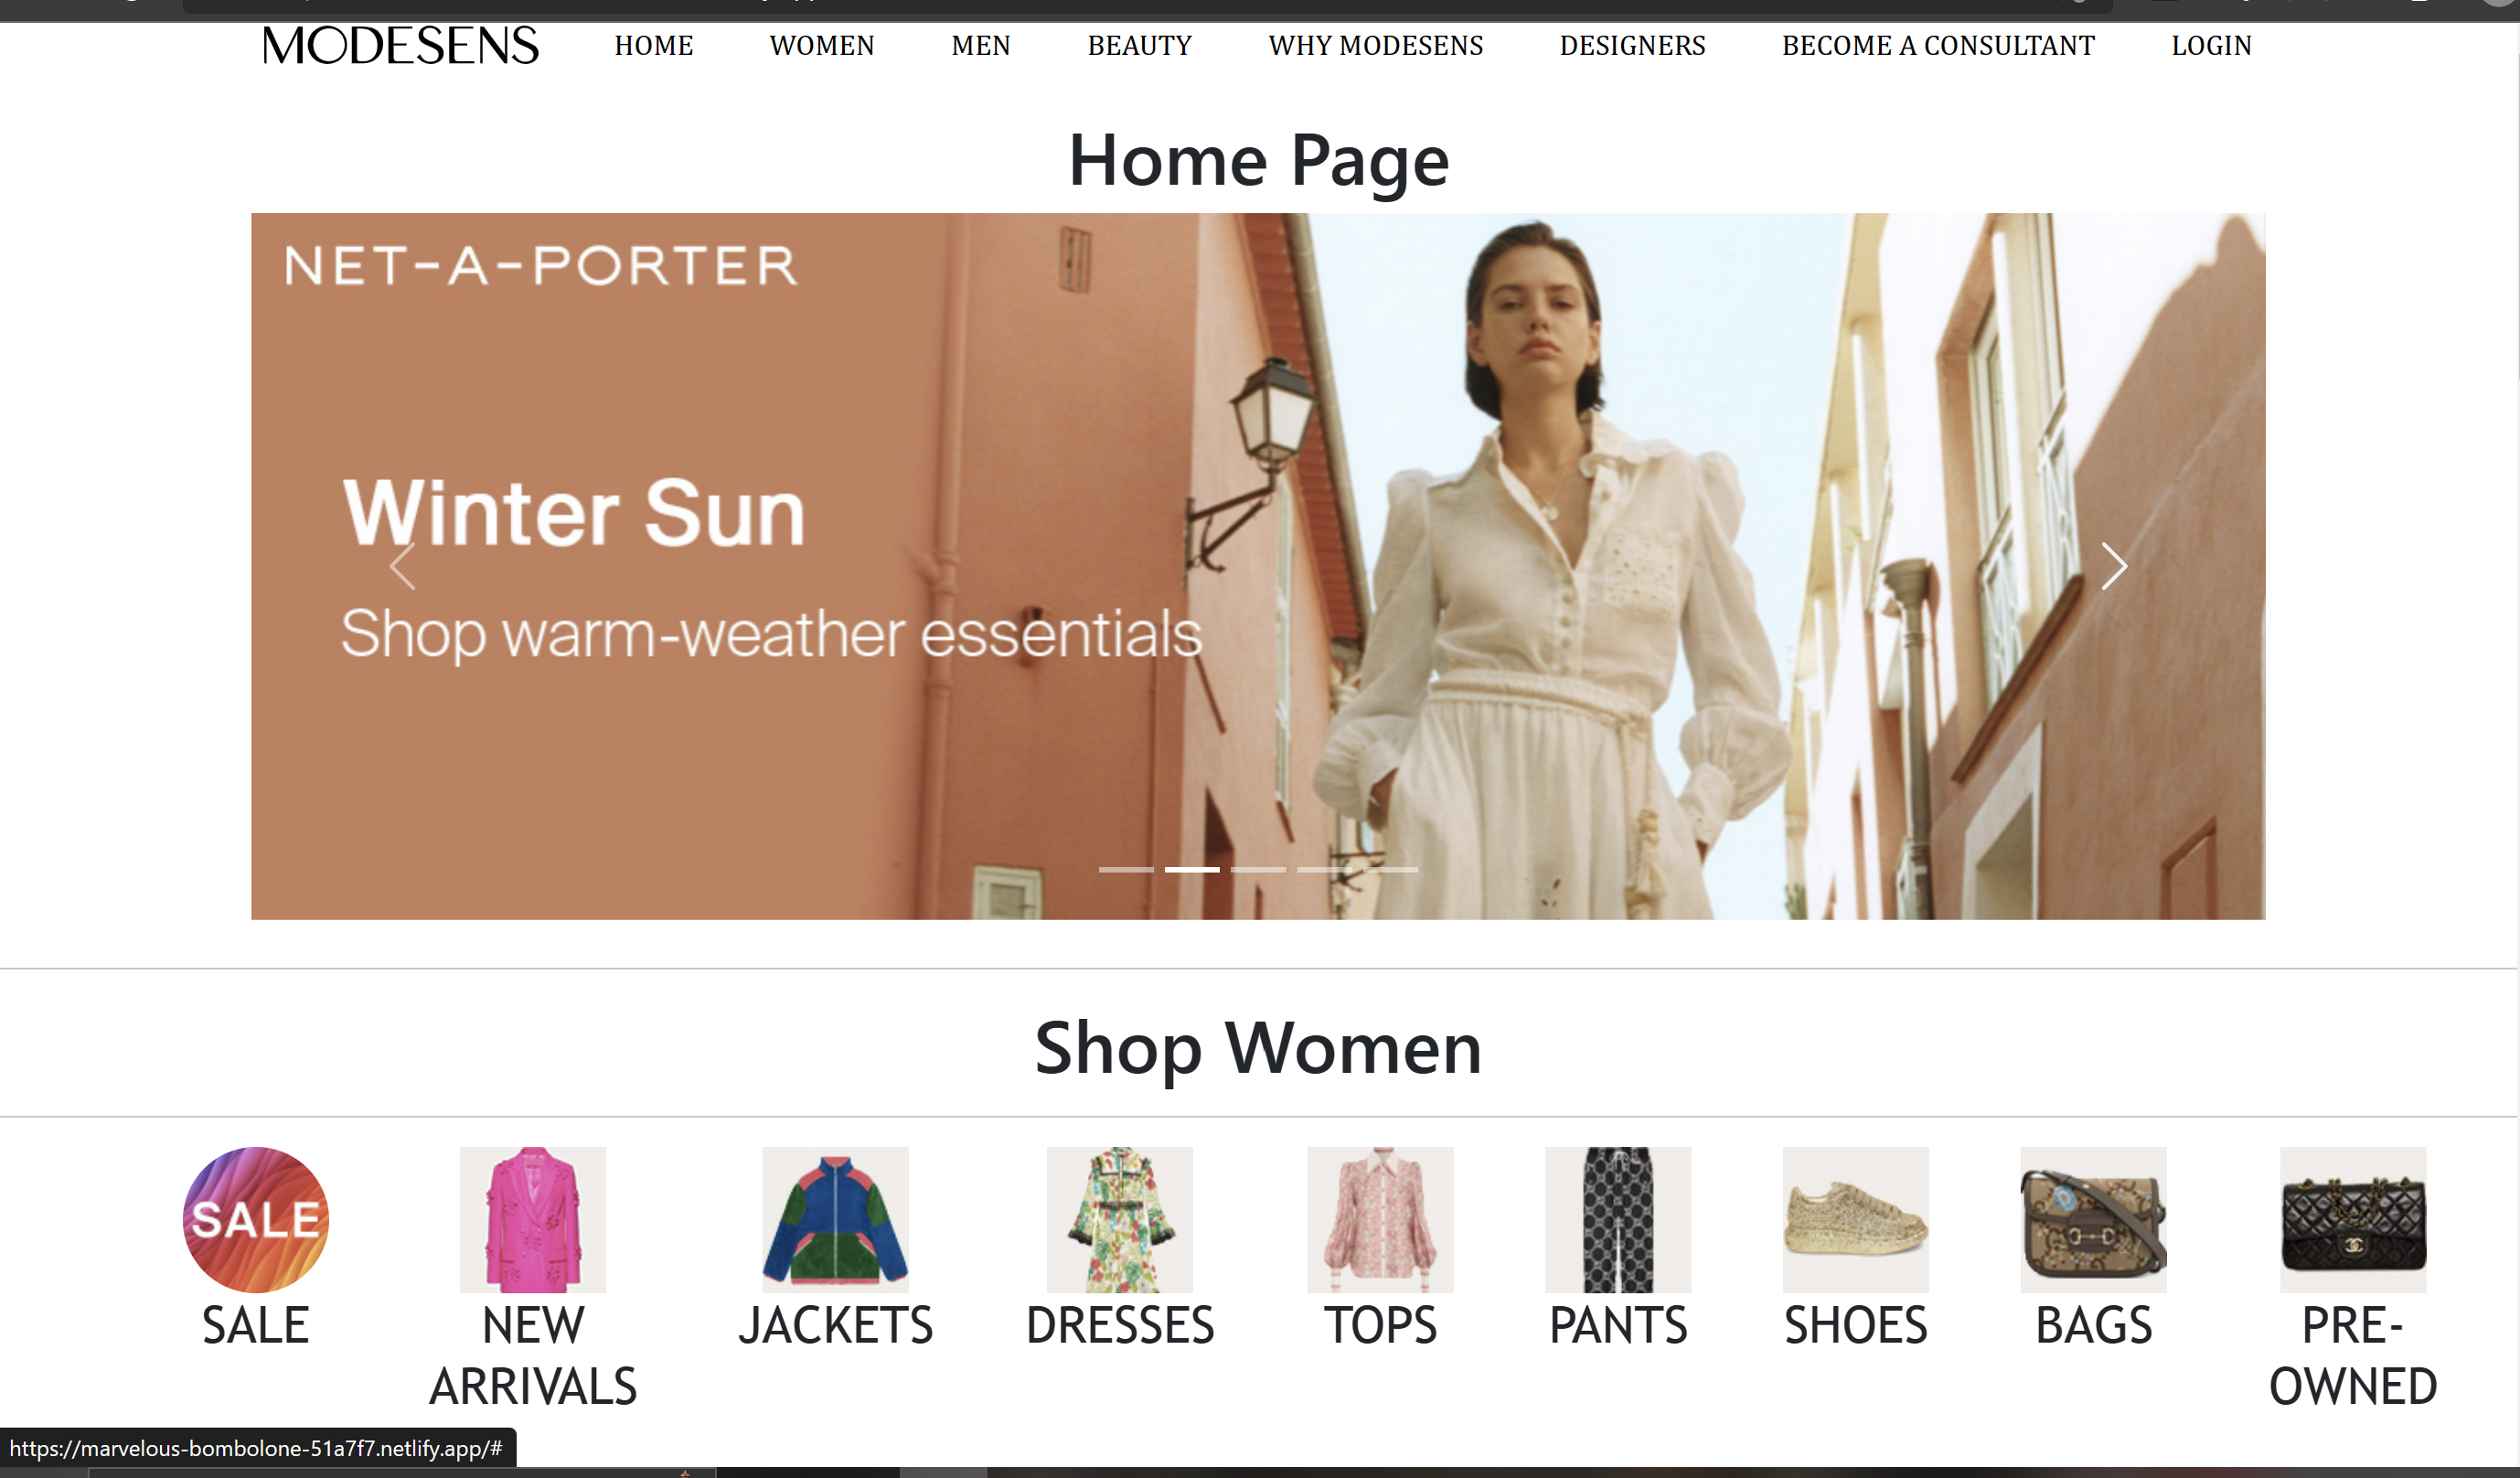 MODESENS HOME WOMEN MEN BEAUTY WHY MODESENS DESIGNERS BECOME A CONSULTANT LOGIN
Home Page
NET-A-PORTER
Winter Sun
Shop warm-weather essentials
Shop Women
SALE
SALE NEW ARRIVALS JACKETS DRESSES TOPS PANTS SHOES BAGS PRE-OWNED
https://marvelous-bombolone-51a7f7.netlify.app/#